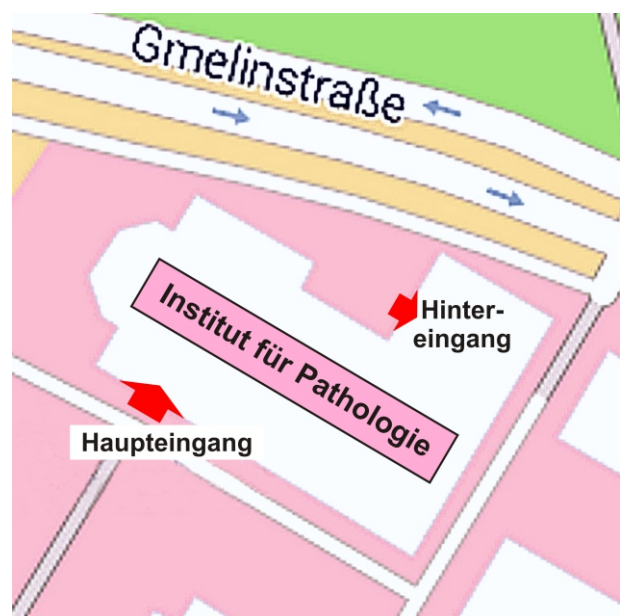 Gmelinstraße
Hinter-
eingang
Institut für Pathologie
Haupteingang